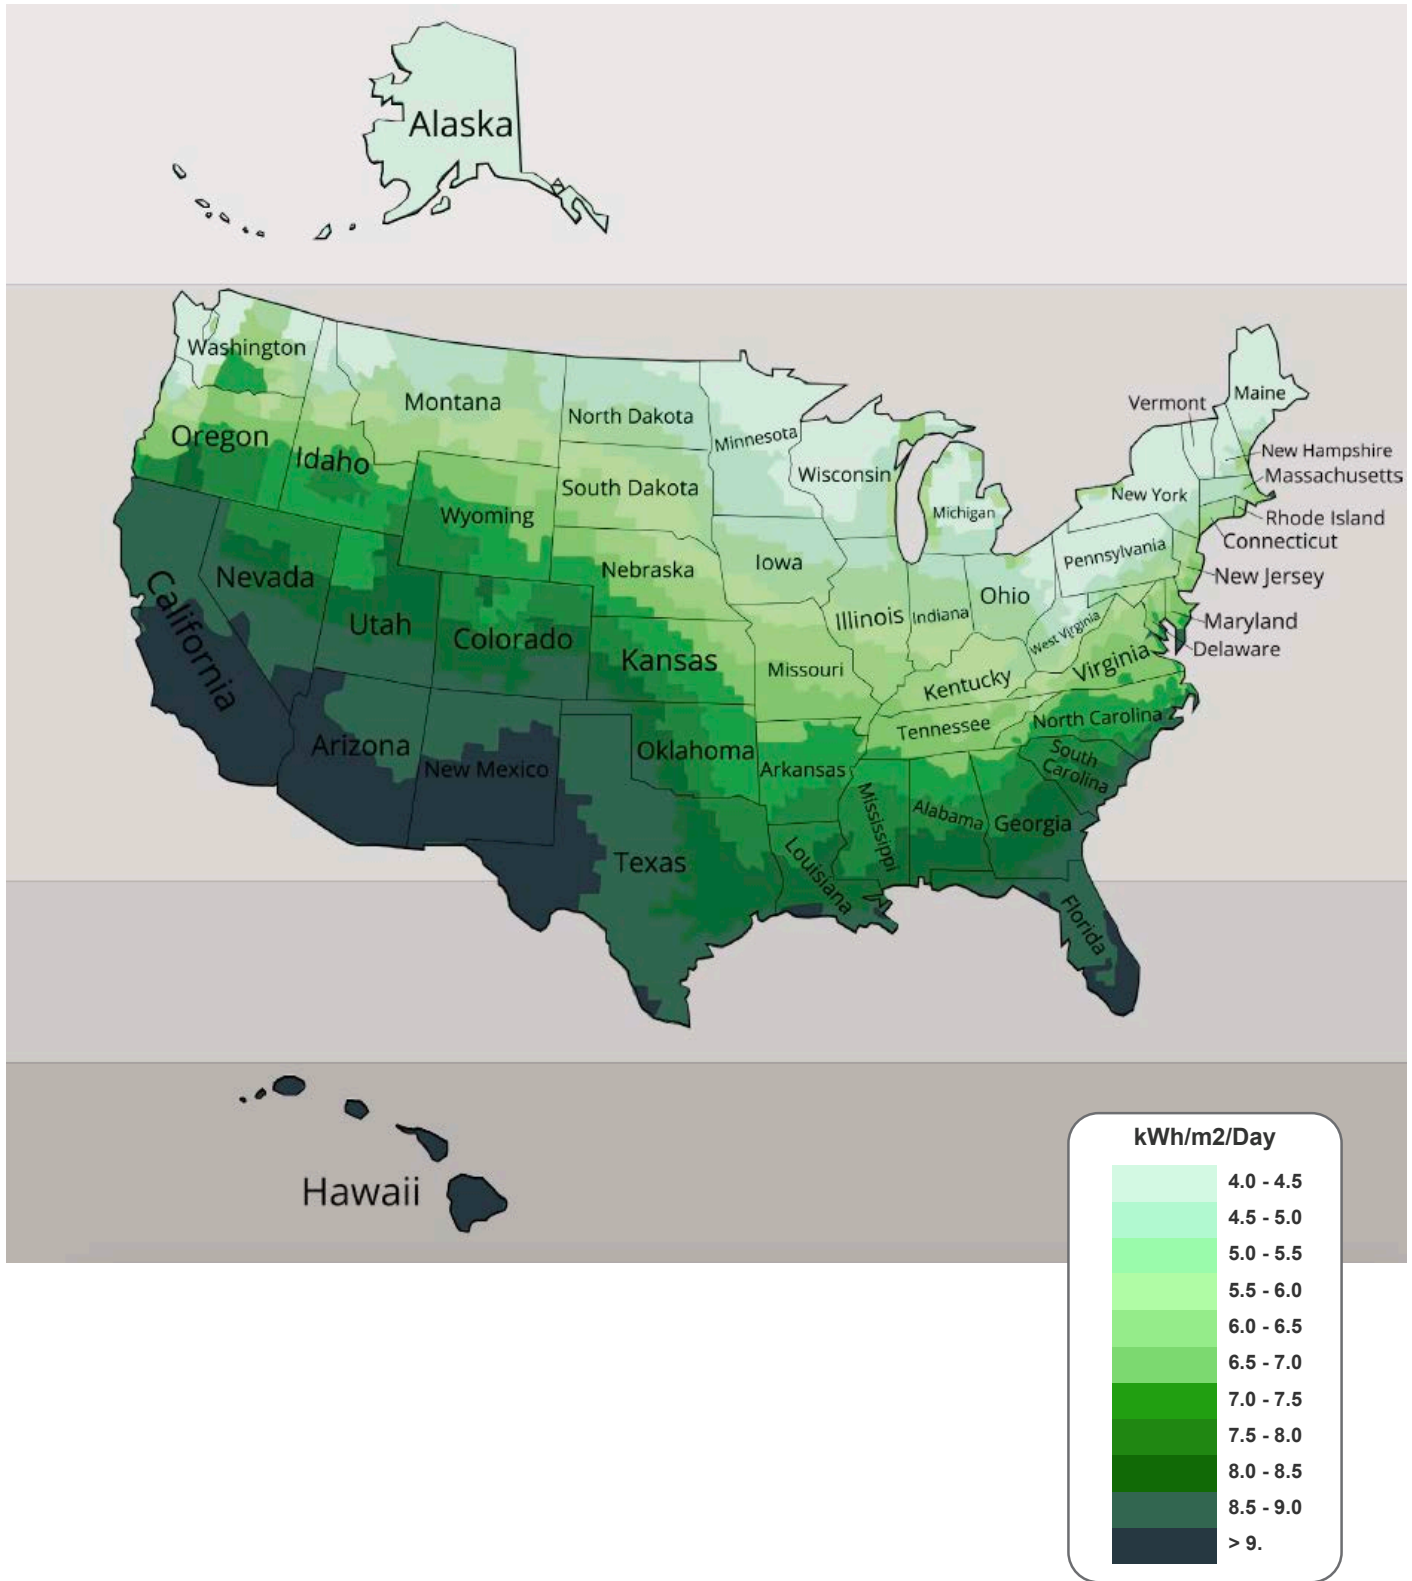 Alaska
Washington
Montana
North Dakota
Minnesota
Vermont
Maine
Oregon
Idaho
Wisconsin
New Hampshire
Massachusetts
South Dakota
Wyoming
Michigan
New York
Rhode Island
Connecticut
Nevada
Nebraska
Iowa
Pennsylvania
New Jersey
California
Utah
Colorado
Illinois
Indiana
Ohio
West Virginia
Maryland
Delaware
Kansas
Missouri
Kentucky
Virginia
Arizona
New Mexico
Oklahoma
Arkansas
Tennessee
North Carolina
South
Carolina
Mississippi
Alabama
Georgia
Texas
Louisiana
Florida
Hawaii
kWh/m2/Day
4.0 - 4.5
4.5 - 5.0
5.0 - 5.5
5.5 - 6.0
6.0 - 6.5
6.5 - 7.0
7.0 - 7.5
7.5 - 8.0
8.0 - 8.5
8.5 - 9.0
> 9.